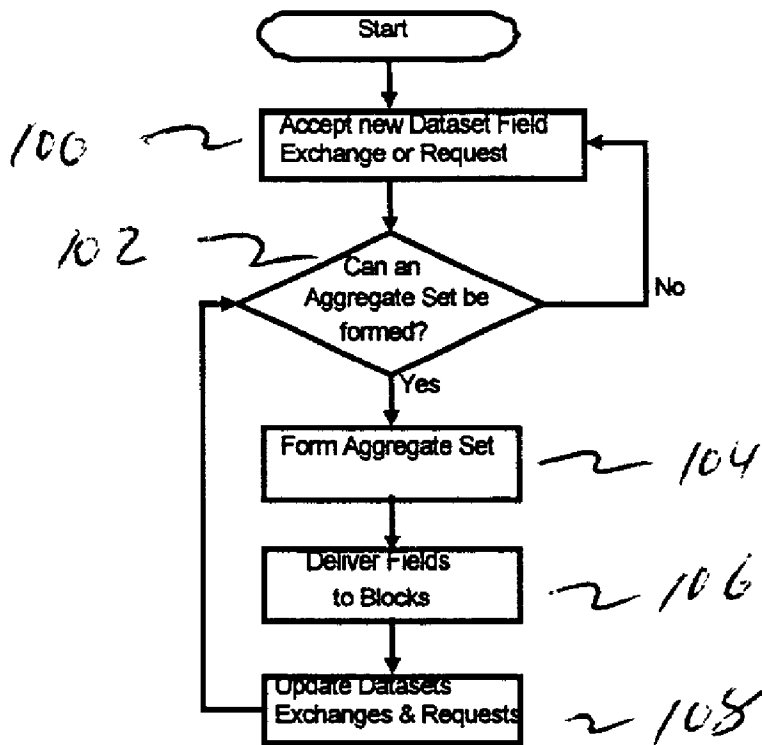 Start
100
Accept new Dataset Field
Exchange or Request
102
Can an
Aggregate Set be
formed?
No
Yes
Form Aggregate Set
104
Deliver Fields
to Blocks
106
Update Datasets
Exchanges & Requests
108